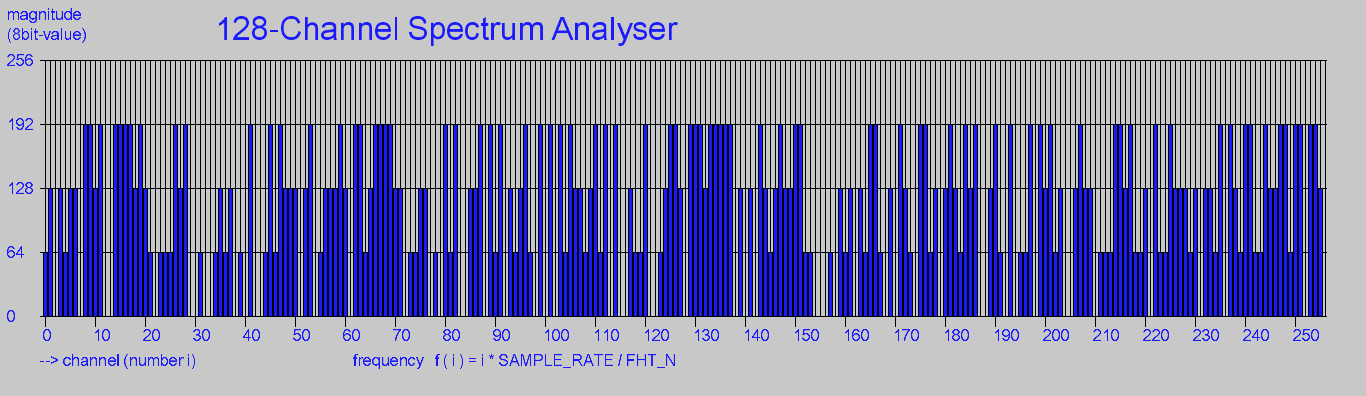 magnitude
(8bit-value)
128-Channel Spectrum Analyser
256
192
128
64
0
0 10 20 30 40 50 60 70 80 90 100 110 120 130 140 150 160 170 180 190 200 210 220 230 240 250
--> channel (number i) frequency f ( i ) = i * SAMPLE_RATE / FHT_N